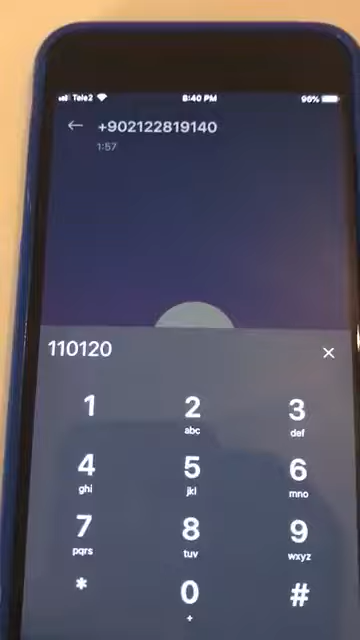 Tele2 8:40 PM 96%
← +902122819140
1:57
110120 ×
1 2 3
abc def
4 5 6
ghi jkl mno
7 8 9
pqrs tuv wxyz
* 0 #
+